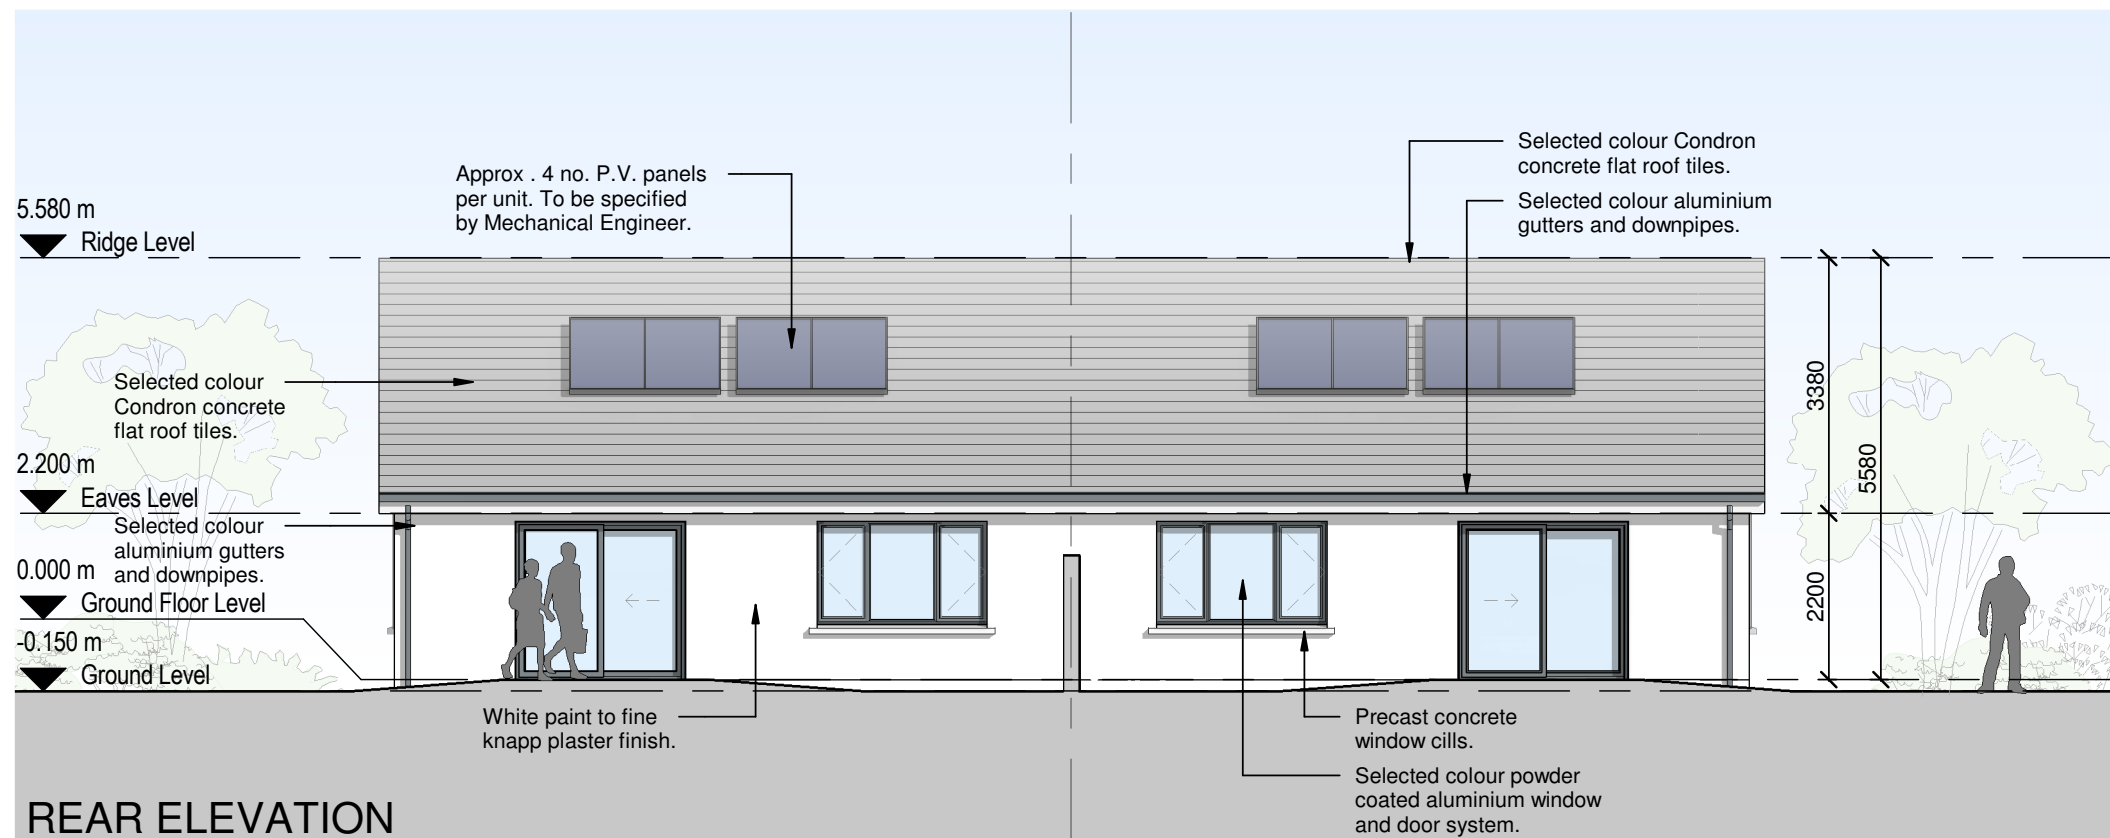 Approx . 4 no. P.V. panels
per unit. To be specified
by Mechanical Engineer.
Selected colour Condron
concrete flat roof tiles.
Selected colour aluminium
gutters and downpipes.
5.580 m
Ridge Level
Selected colour
Condron concrete
flat roof tiles.
2.200 m
Eaves Level
Selected colour
aluminium gutters
and downpipes.
0.000 m
Ground Floor Level
-0.150 m
Ground Level
3380
5580
2200
White paint to fine
knapp plaster finish.
Precast concrete
window cills.
Selected colour powder
coated aluminium window
and door system.
REAR ELEVATION